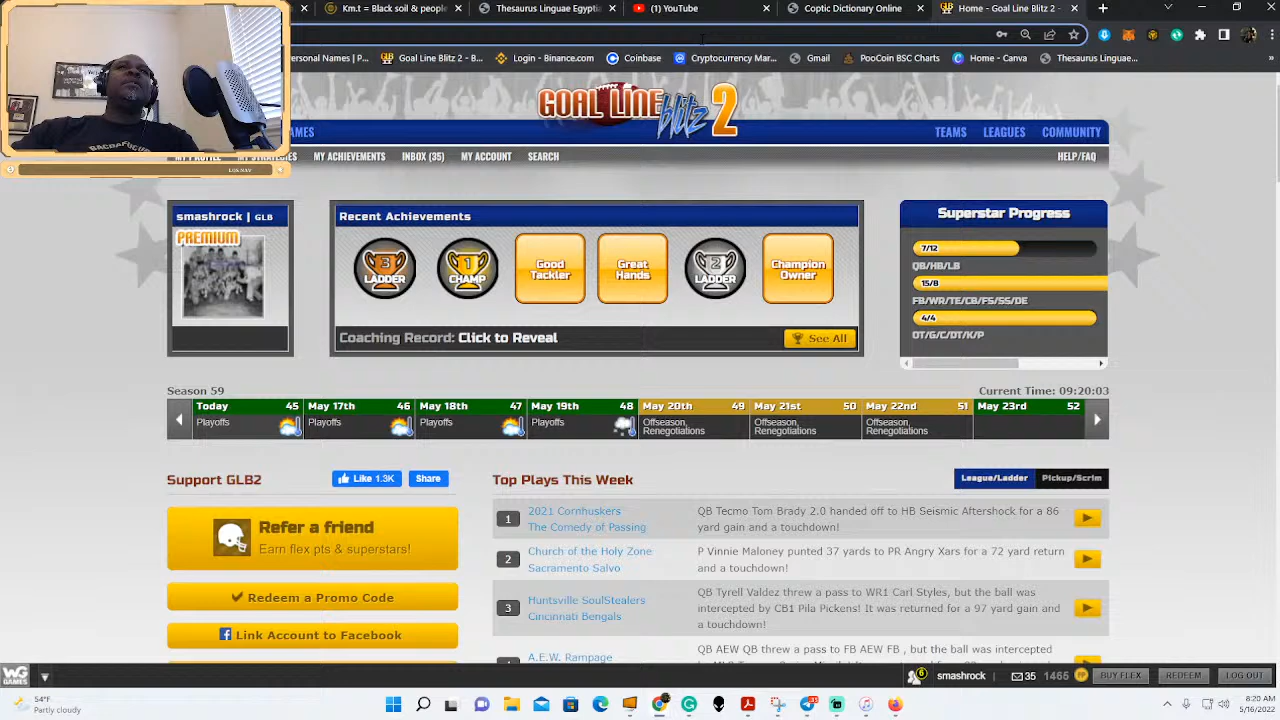 Km.t = Black soil & people
Thesaurus Linguae Egypti
(1) YouTube
Coptic Dictionary Online
Home - Goal Line Blitz 2 -
ersonal Names | P...
Goal Line Blitz 2 - B...
Login - Binance.com
Coinbase
Cryptocurrency Mar...
Gmail
PooCoin BSC Charts
Home - Canva
Thesaurus Linguae...
»
GOAL LINE
blitz 2
AMES
TEAMS
LEAGUES
COMMUNITY
MY PROFILE
MY STRATEGIES
MY ACHIEVEMENTS
INBOX (35)
MY ACCOUNT
SEARCH
HELP/FAQ
smashrock | GLB
PREMIUM
Recent Achievements
3 LADDER
1 CHAMP
Good Tackler
Great Hands
2 LADDER
Champion Owner
Coaching Record: Click to Reveal
See All
Superstar Progress
7/12
QB/HB/LB
15/8
FB/WR/TE/CB/FS/SS/DE
4/4
OT/G/C/DT/K/P
Season 59
Current Time: 09:20:03
Today 45
Playoffs
May 17th 46
Playoffs
May 18th 47
Playoffs
May 19th 48
Playoffs
May 20th 49
Offseason,
Renegotiations
May 21st 50
Offseason,
Renegotiations
May 22nd 51
Offseason,
Renegotiations
May 23rd 52
Support GLB2
Like 1.3K
Share
Refer a friend
Earn flex pts & superstars!
Redeem a Promo Code
Link Account to Facebook
Top Plays This Week
League/Ladder
Pickup/Scrim
1
2021 Cornhuskers
The Comedy of Passing
QB Tecmo Tom Brady 2.0 handed off to HB Seismic Aftershock for a 86
yard gain and a touchdown!
2
Church of the Holy Zone
Sacramento Salvo
P Vinnie Maloney punted 37 yards to PR Angry Xars for a 72 yard return
and a touchdown!
3
Huntsville SoulStealers
Cincinnati Bengals
QB Tyrell Valdez threw a pass to WR1 Carl Styles, but the ball was
intercepted by CB1 Pila Pickens! It was returned for a 97 yard gain and
a touchdown!
A.E.W. Rampage
QB AEW QB threw a pass to FB AEW FB , but the ball was intercepted
WG
GAMES
6
smashrock
35
1465
FP
BUY FLEX
REDEEM
LOG OUT
54°F
Partly cloudy
8:20 AM
5/16/2022